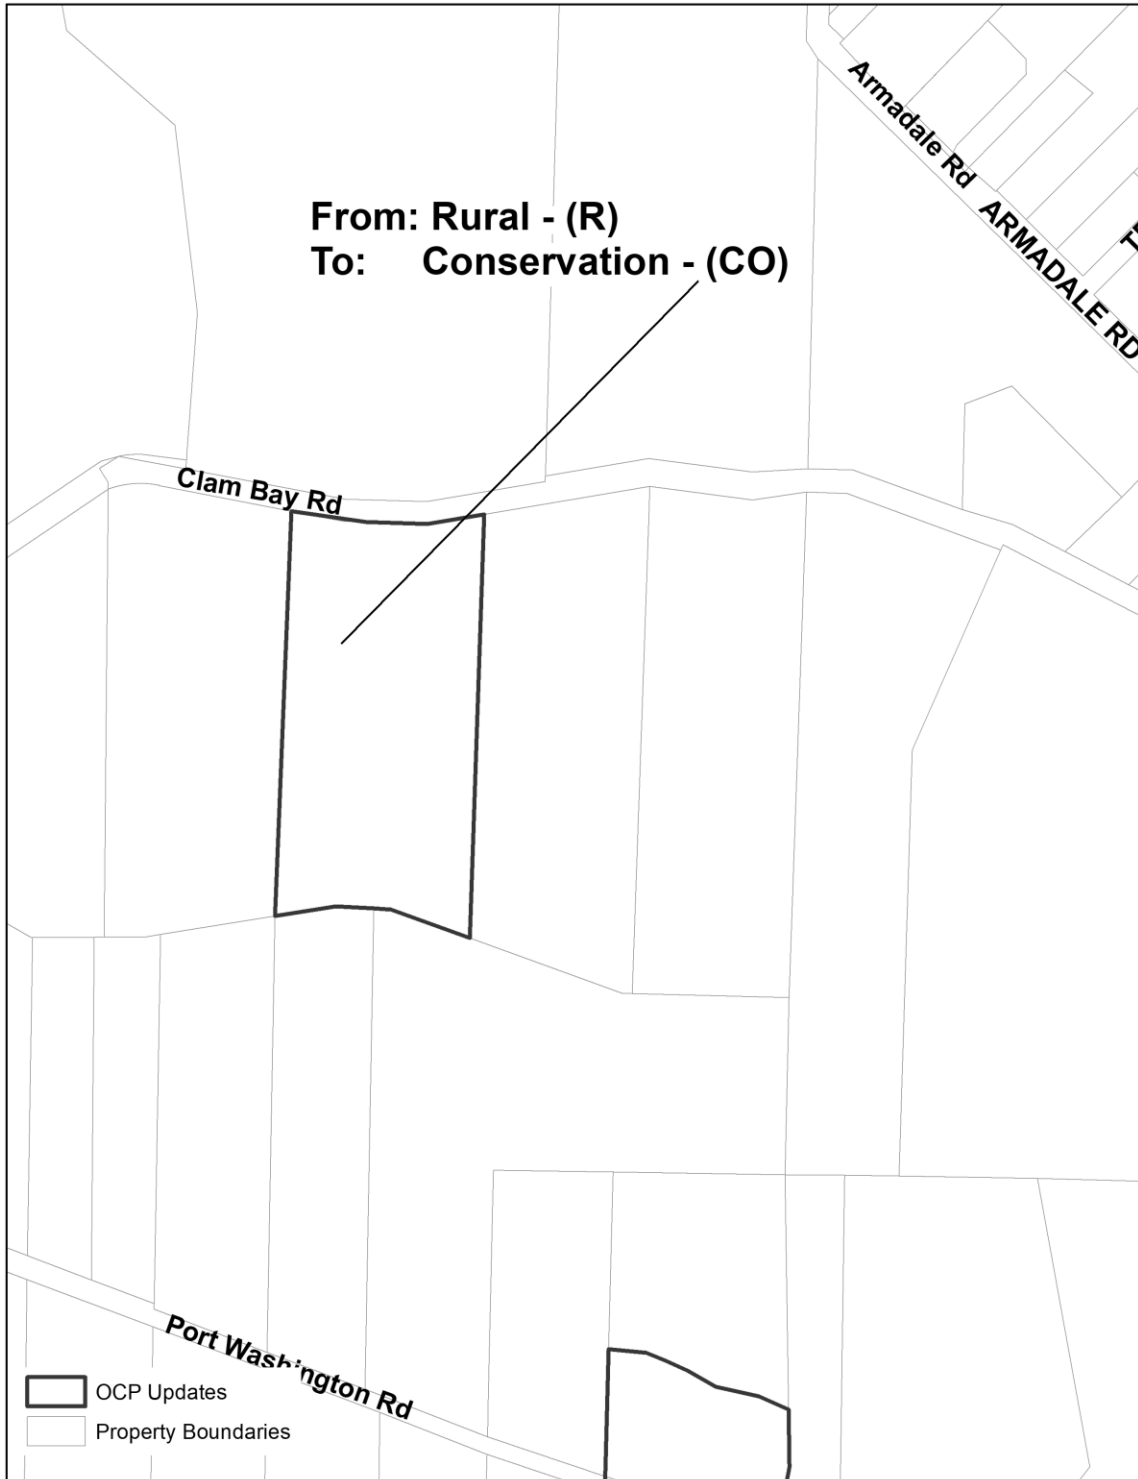 Armadale Rd
ARMADALE RD
From: Rural - (R)
To: Conservation - (CO)
Clam Bay Rd
Port Washington Rd
OCP Updates
Property Boundaries